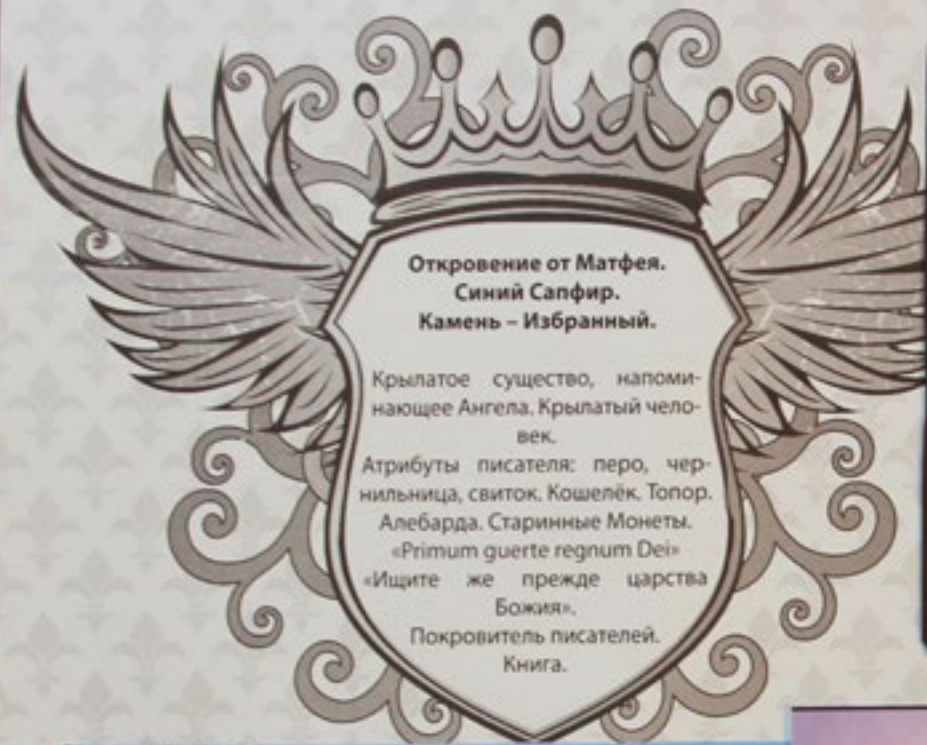 Откровение от Матфея.
Синий Сапфир.
Камень – Избранный.
Крылатое существо, напоми-
нающее Ангела. Крылатый чело-
век.
Атрибуты писателя: перо, чер-
нильница, свиток. Кошелёк. Топор.
Алебарда. Старинные Монеты.
«Primum guerte regnum Dei»
«Ищите же прежде царства
Божия».
Покровитель писателей.
Книга.